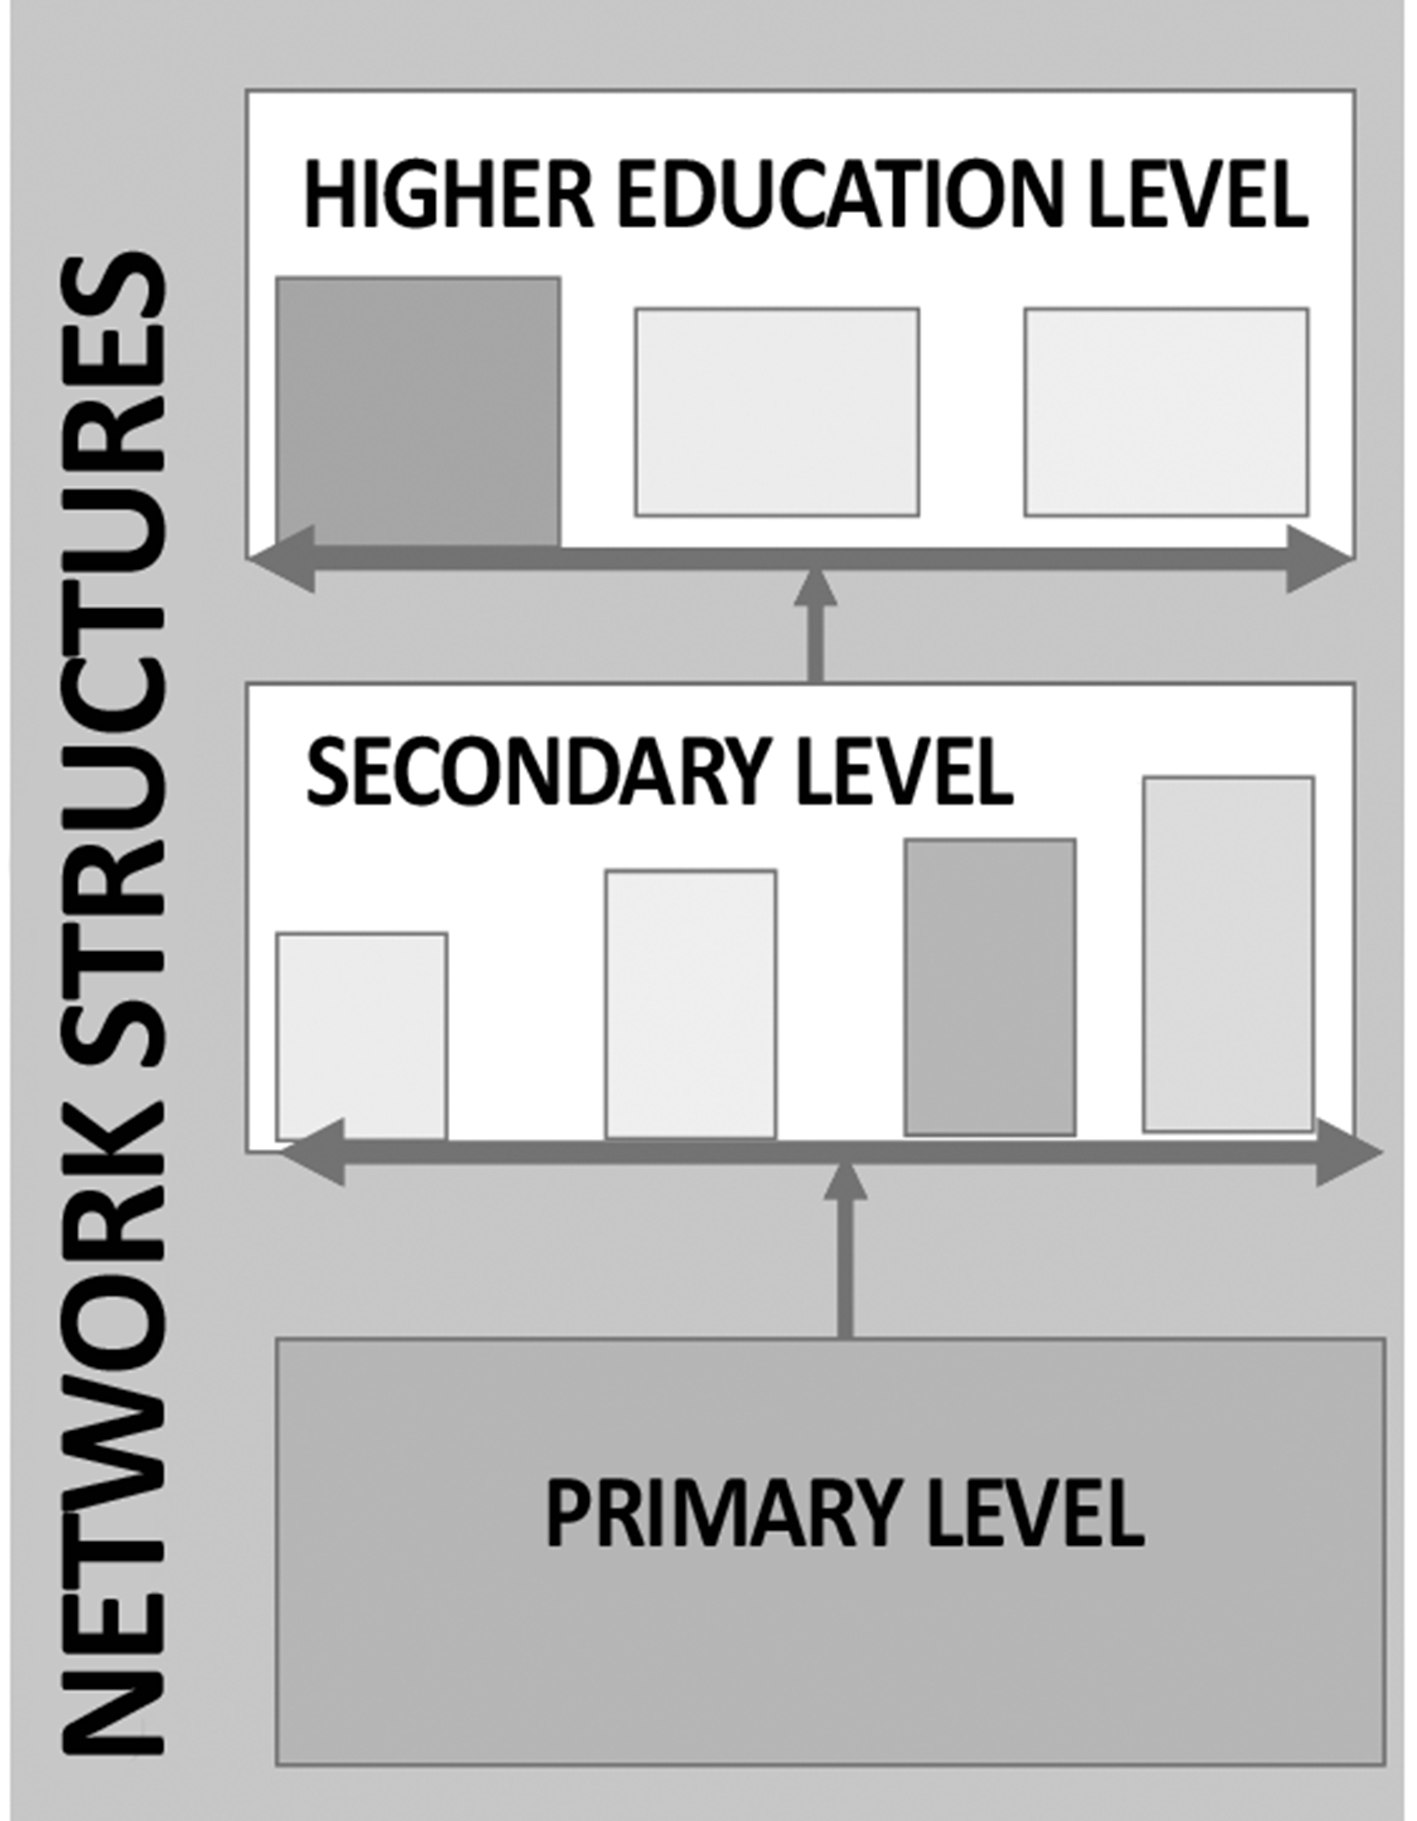 NETWORK STRUCTURES
HIGHER EDUCATION LEVEL
SECONDARY LEVEL
PRIMARY LEVEL